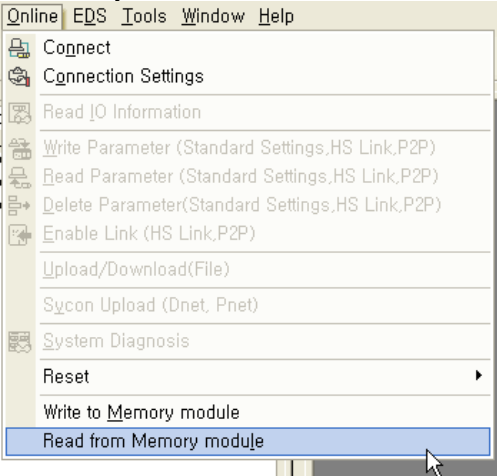 Online EDS Tools Window Help
Connect
Connection Settings
Read IO Information
Write Parameter (Standard Settings,HS Link,P2P)
Read Parameter (Standard Settings,HS Link,P2P)
Delete Parameter(Standard Settings,HS Link,P2P)
Enable Link (HS Link,P2P)
Upload/Download(File)
Sycon Upload (Dnet, Pnet)
System Diagnosis
Reset
Write to Memory module
Read from Memory module